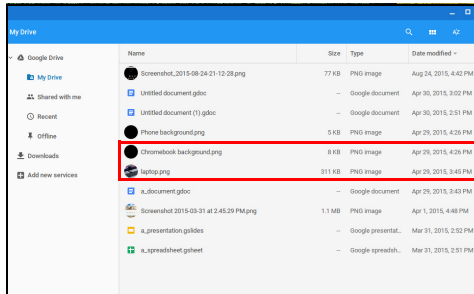 My Drive
Google Drive
My Drive
Shared with me
Recent
Offline
Downloads
Add new services
Name Size Type Date modified
Screenshot_2015-08-24-21-12-28.png 77 KB PNG image Aug 24, 2015, 4:42 PM
Untitled document.gdoc -- Google document Apr 30, 2015, 3:02 PM
Untitled document (1).gdoc -- Google document Apr 30, 2015, 2:51 PM
Phone background.png 5 KB PNG image Apr 29, 2015, 4:26 PM
Chromebook background.png 8 KB PNG image Apr 29, 2015, 4:26 PM
laptop.png 311 KB PNG image Apr 29, 2015, 3:45 PM
a_document.gdoc -- Google document Apr 29, 2015, 3:43 PM
Screenshot 2015-03-31 at 2.45.29 PM.png 1.1 MB PNG image Apr 1, 2015, 4:48 PM
a_presentation.gslides -- Google presentat... Mar 31, 2015, 2:52 PM
a_spreadsheet.gsheet -- Google spreadsh... Mar 31, 2015, 2:51 PM